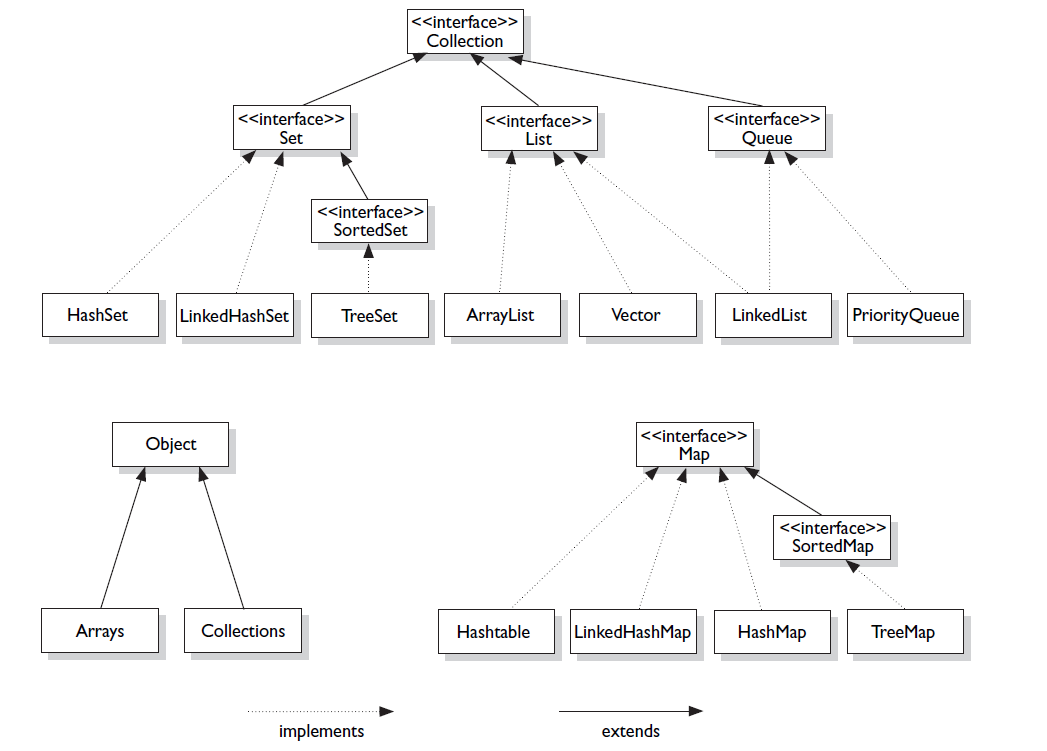 <<interface>>
Collection
<<interface>>
Set
<<interface>>
List
<<interface>>
Queue
<<interface>>
SortedSet
HashSet
LinkedHashSet
TreeSet
ArrayList
Vector
LinkedList
PriorityQueue
Object
<<interface>>
Map
<<interface>>
SortedMap
Arrays
Collections
Hashtable
LinkedHashMap
HashMap
TreeMap
implements
extends